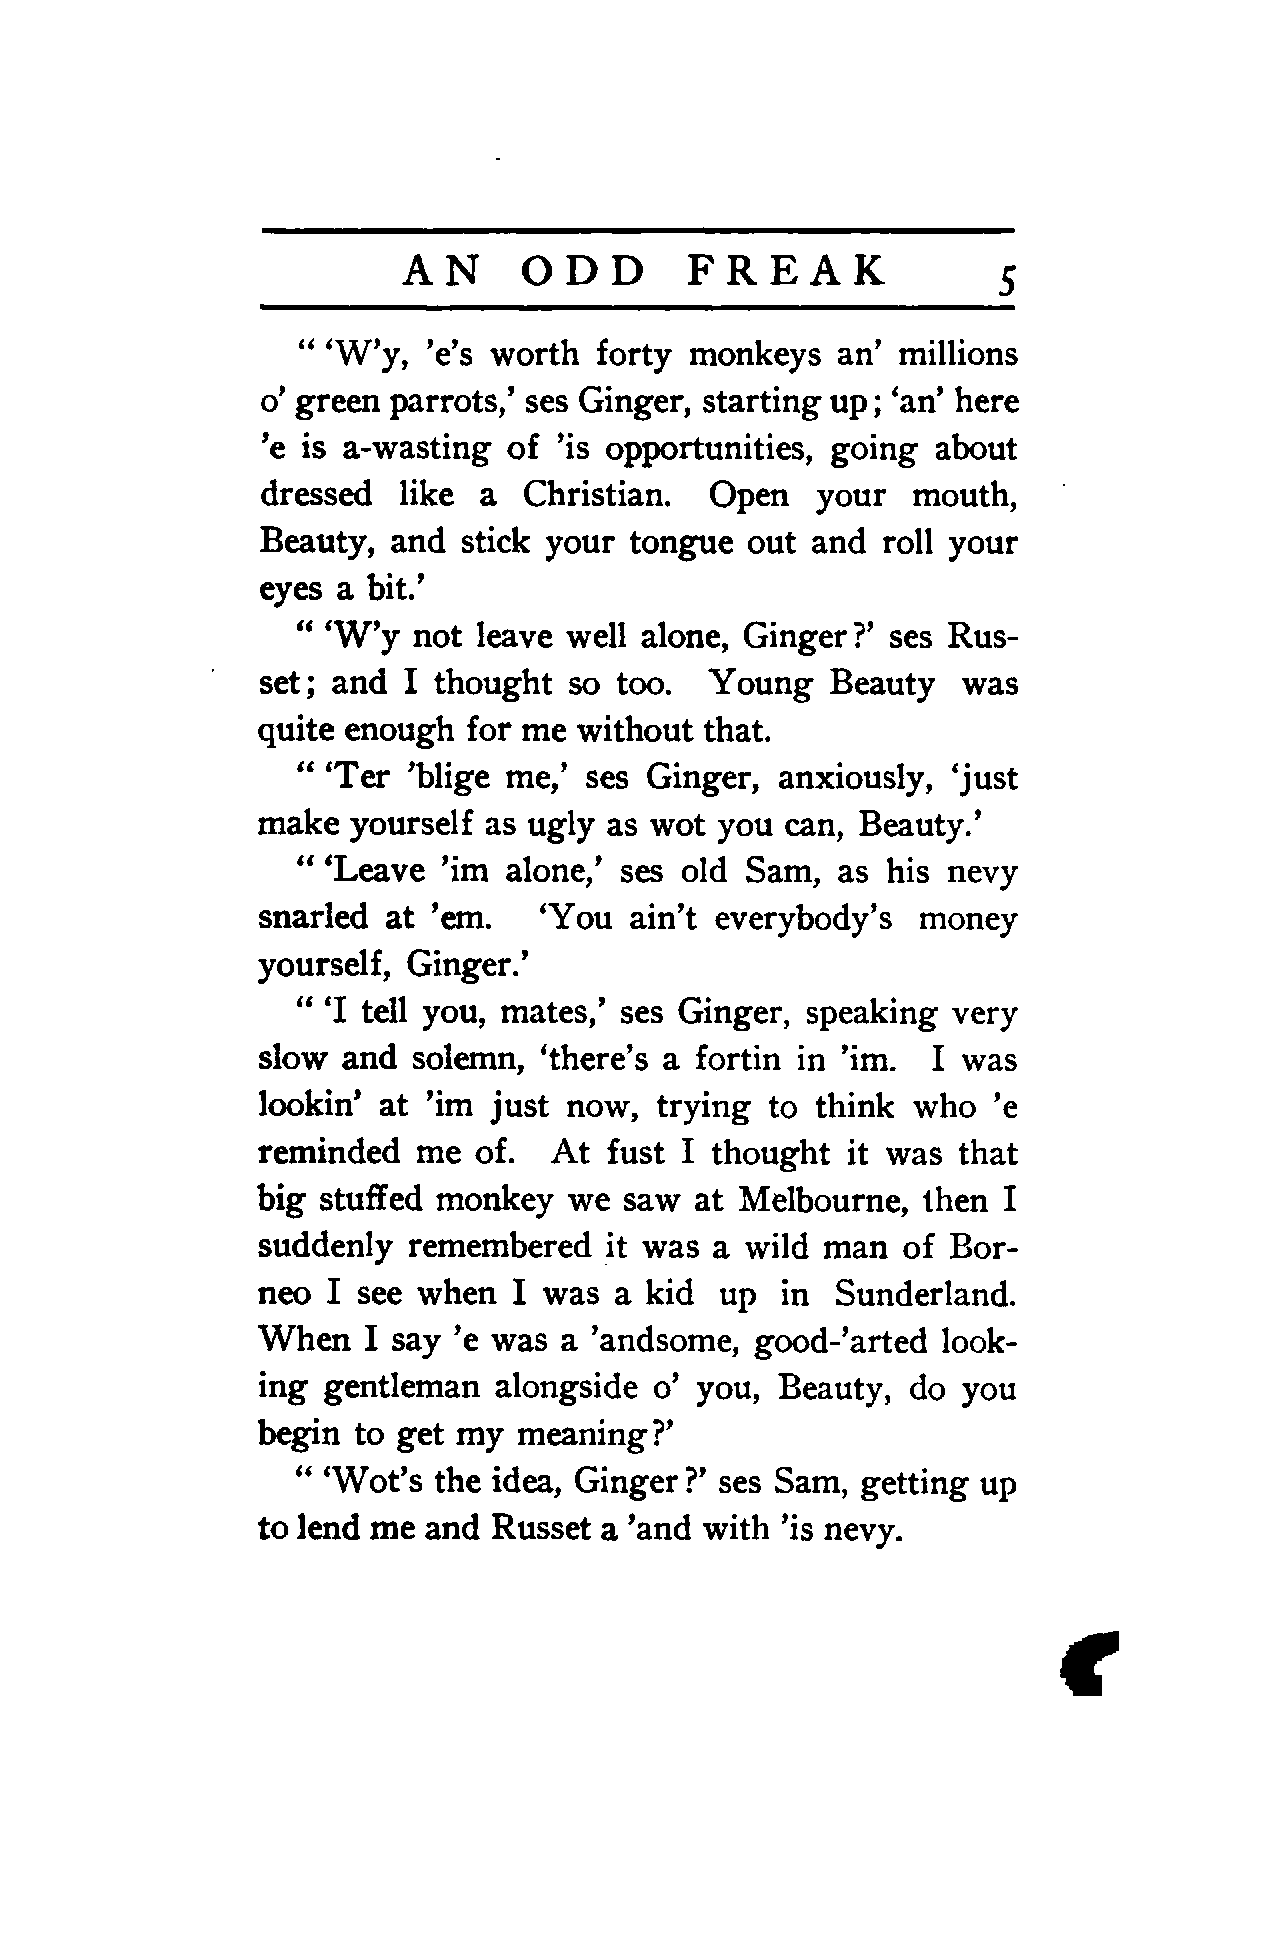 AN ODD FREAK 5
“ ‘W’y, ’e’s worth forty monkeys an’ millions
o’ green parrots,’ ses Ginger, starting up; ‘an’ here
’e is a-wasting of ’is opportunities, going about
dressed like a Christian. Open your mouth,
Beauty, and stick your tongue out and roll your
eyes a bit.’
“ ‘W’y not leave well alone, Ginger?’ ses Rus-
set; and I thought so too. Young Beauty was
quite enough for me without that.
“ ‘Ter ’blige me,’ ses Ginger, anxiously, ‘just
make yourself as ugly as wot you can, Beauty.’
“ ‘Leave ’im alone,’ ses old Sam, as his nevy
snarled at ’em. ‘You ain’t everybody’s money
yourself, Ginger.’
“ ‘I tell you, mates,’ ses Ginger, speaking very
slow and solemn, ‘there’s a fortin in ’im. I was
lookin’ at ’im just now, trying to think who ’e
reminded me of. At fust I thought it was that
big stuffed monkey we saw at Melbourne, then I
suddenly remembered it was a wild man of Bor-
neo I see when I was a kid up in Sunderland.
When I say ’e was a ’andsome, good-’arted look-
ing gentleman alongside o’ you, Beauty, do you
begin to get my meaning?’
“ ‘Wot’s the idea, Ginger?’ ses Sam, getting up
to lend me and Russet a ’and with ’is nevy.